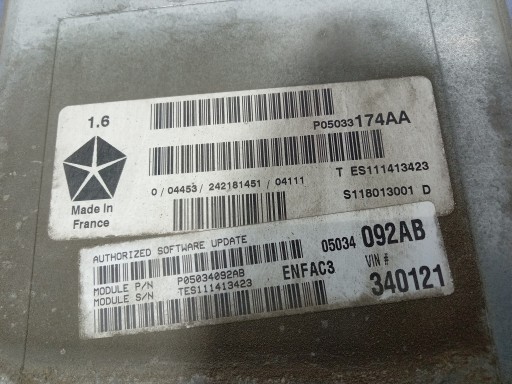 1.6
P05033174AA
T ES111413423
0 / 04453 / 242181451 / 04111
S118013001 D
Made In
France
AUTHORIZED SOFTWARE UPDATE
05034 092AB
MODULE P/N P05034092AB
MODULE S/N TES111413423
ENFAC3
VIN #
340121